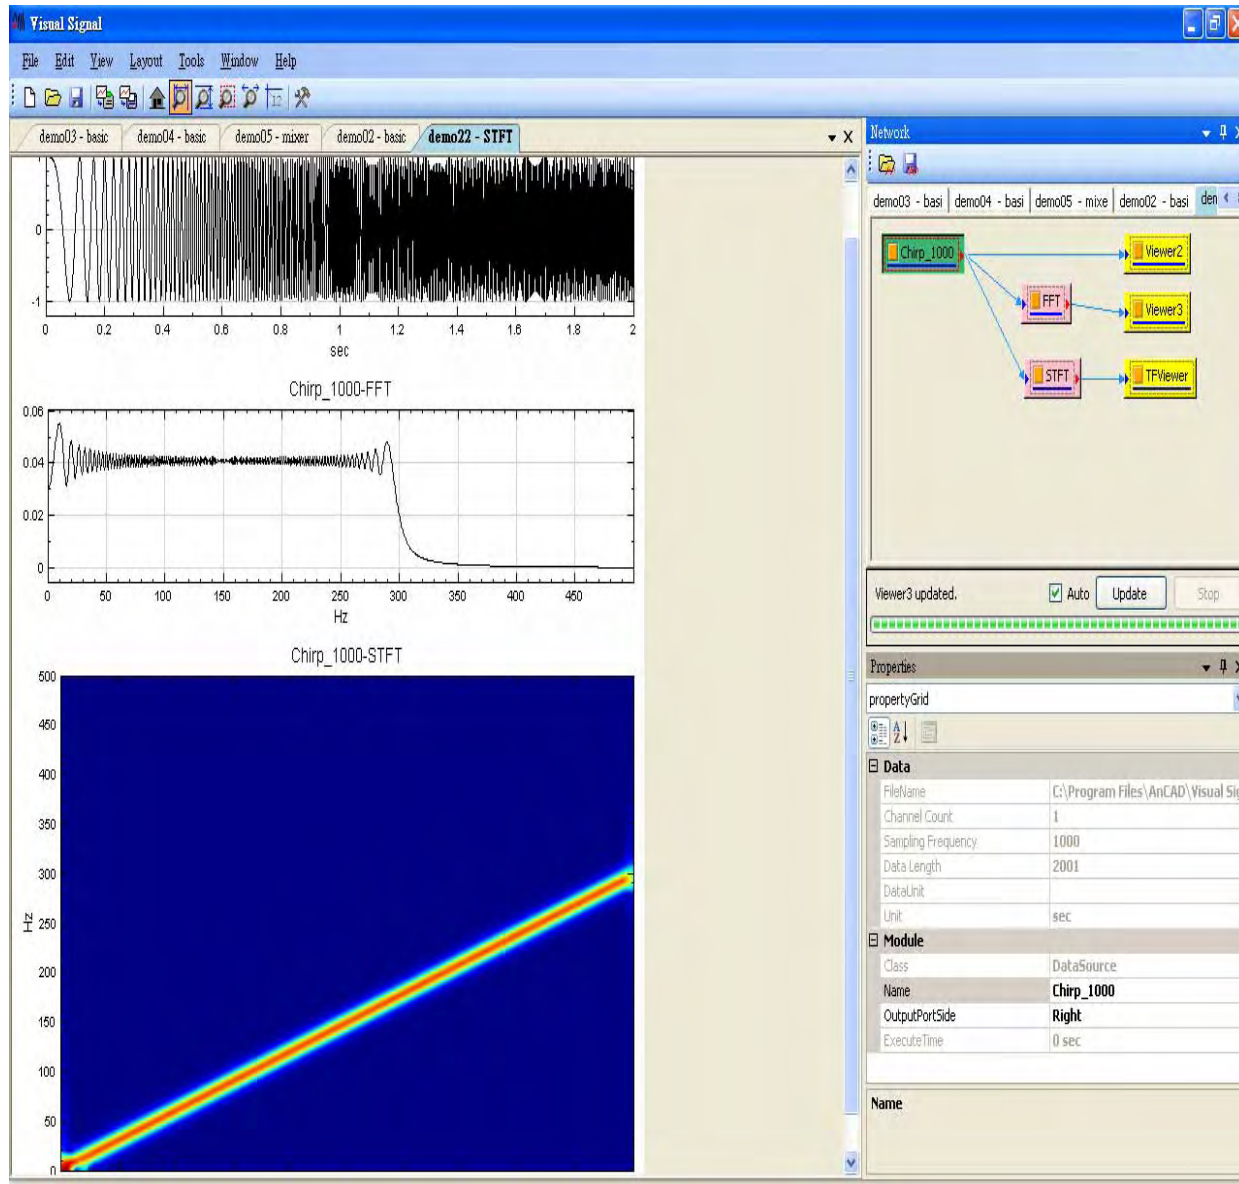 Visual Signal
File Edit View Layout Tools Window Help
12
demo03 - basic demo04 - basic demo05 - mixer demo02 - basic demo22 - STFT
0
-1
0 0.2 0.4 0.6 0.8 1 1.2 1.4 1.6 1.8 2
sec
Chirp_1000-FFT
0.06
0.04
0.02
0
0 50 100 150 200 250 300 350 400 450
Hz
Chirp_1000-STFT
500
450
400
350
300
250
200
150
100
50
0
Hz
Network
demo03 - basi demo04 - basi demo05 - mixe demo02 - basi den
Chirp_1000 Viewer2
FFT Viewer3
STFT TFViewer
Viewer3 updated. Auto Update Stop
Properties
propertyGrid
Data
FileName C:\Program Files\AnCAD\Visual Sig
Channel Count 1
Sampling Frequency 1000
Data Length 2001
DataUnit
Unit sec
Module
Class DataSource
Name Chirp_1000
OutputPortSide Right
ExecuteTime 0 sec
Name